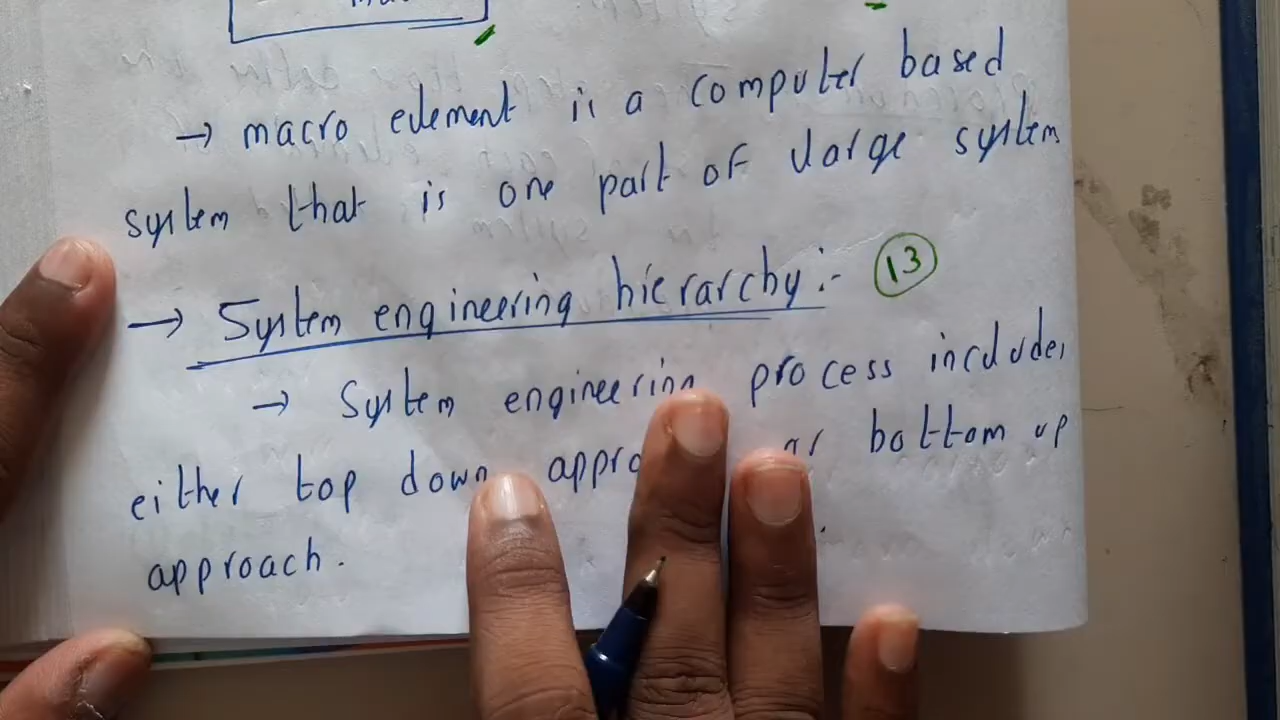 → macro element is a computer based
system that is one part of large system
→ System engineering hierarchy :- 13
→ System engineering process includes
either top down or bottom up
approach.